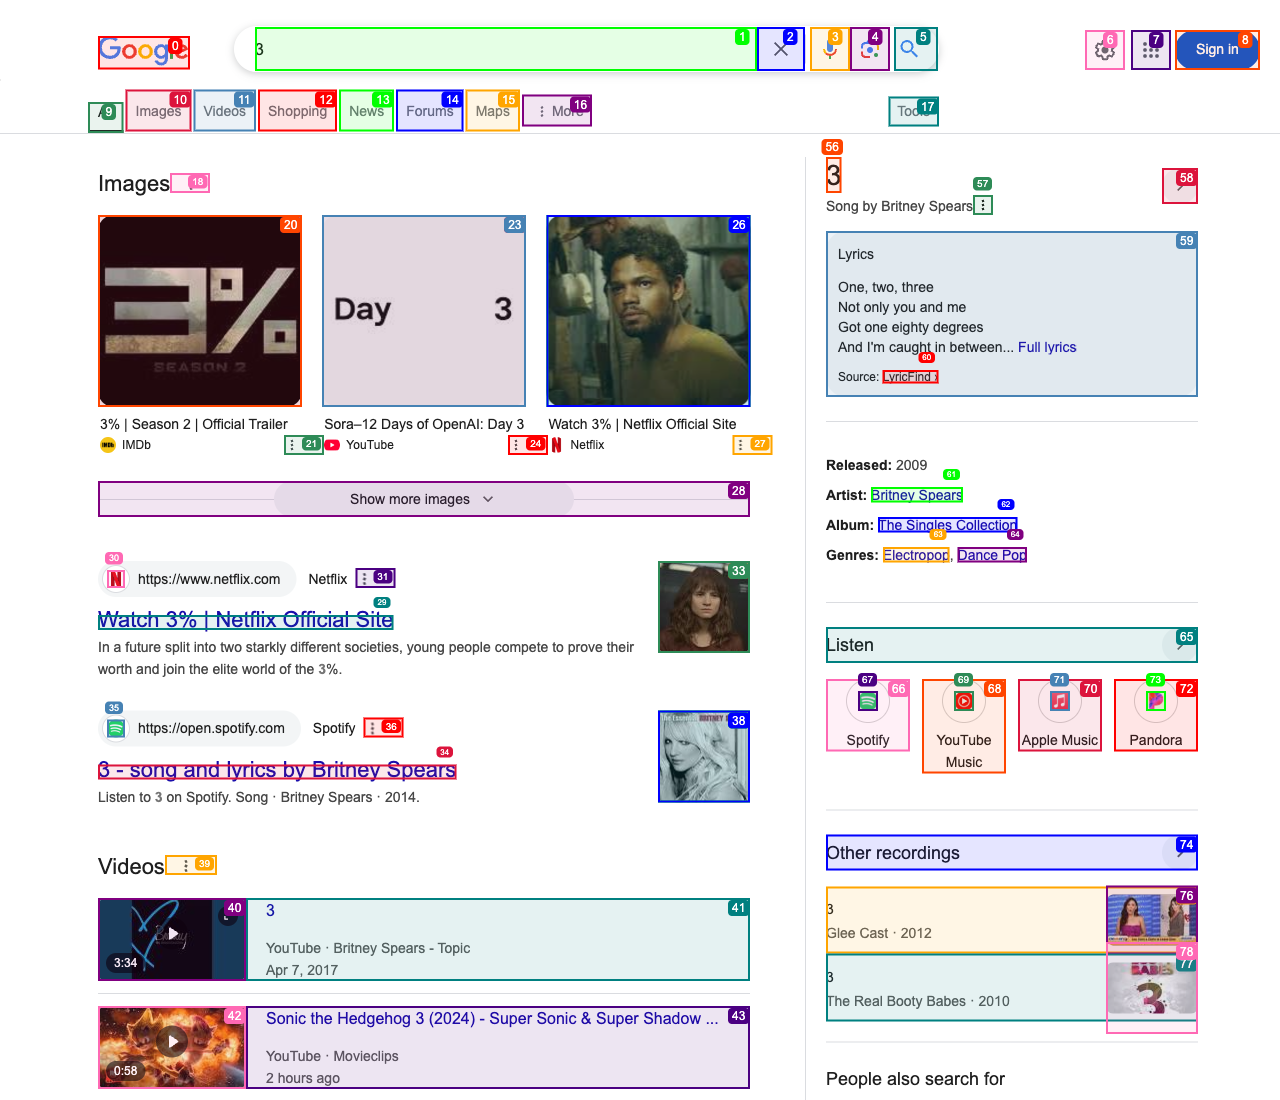 Google
3
Sign in
Images
Videos
Shopping
News
Forums
Maps
More
Images
3%
SEASON 2
Day 3
3% | Season 2 | Official Trailer
IMDb
Sora–12 Days of OpenAI: Day 3
YouTube
Watch 3% | Netflix Official Site
Netflix
Show more images
https://www.netflix.com
Netflix
Watch 3% | Netflix Official Site
In a future split into two starkly different societies, young people compete to prove their
worth and join the elite world of the 3%.
https://open.spotify.com
Spotify
3 - song and lyrics by Britney Spears
Listen to 3 on Spotify. Song · Britney Spears · 2014.
Videos
3:34
3
YouTube · Britney Spears - Topic
Apr 7, 2017
0:58
Sonic the Hedgehog 3 (2024) - Super Sonic & Super Shadow ...
YouTube · Movieclips
2 hours ago
3
Song by Britney Spears
Lyrics
One, two, three
Not only you and me
Got one eighty degrees
And I'm caught in between... Full lyrics
Source: LyricFind
Released: 2009
Artist: Britney Spears
Album: The Singles Collection
Genres: Electropop, Dance Pop
Listen
Spotify
YouTube
Music
Apple Music
Pandora
Other recordings
3
Glee Cast · 2012
3
The Real Booty Babes · 2010
BABES
3
People also search for
0
1
2
3
4
5
6
7
8
9
10
11
12
13
14
15
16
17
18
20
21
23
24
26
27
28
29
30
31
33
34
35
36
38
39
40
41
42
43
56
57
58
59
60
61
62
63
64
65
66
67
68
69
70
71
72
73
74
76
77
78